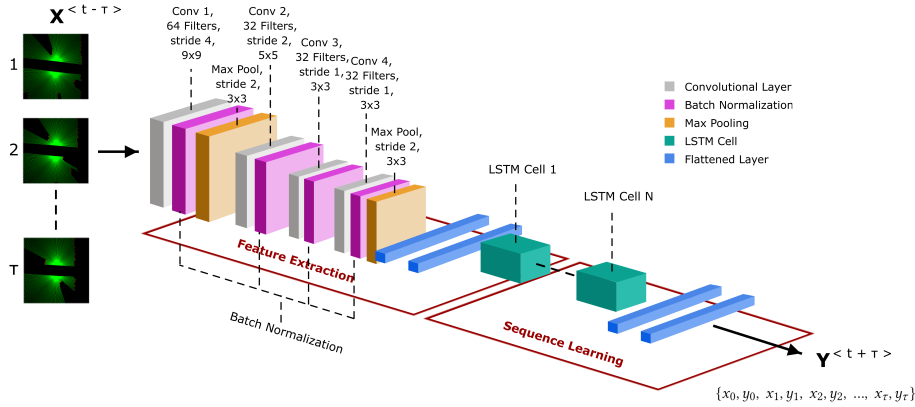 X< t - τ >
1
2
T
Conv 1,
64 Filters,
stride 4,
9x9
Max Pool,
stride 2,
3x3
Conv 2,
32 Filters,
stride 2,
5x5
Conv 3,
32 Filters,
stride 1,
3x3
Conv 4,
32 Filters,
stride 1,
3x3
Max Pool,
stride 2,
3x3
Convolutional Layer
Batch Normalization
Max Pooling
LSTM Cell
Flattened Layer
LSTM Cell 1
LSTM Cell N
Feature Extraction
Batch Normalization
Sequence Learning
Y< t + τ >
{x₀, y₀, x₁, y₁, x₂, y₂, ..., xτ, yτ}